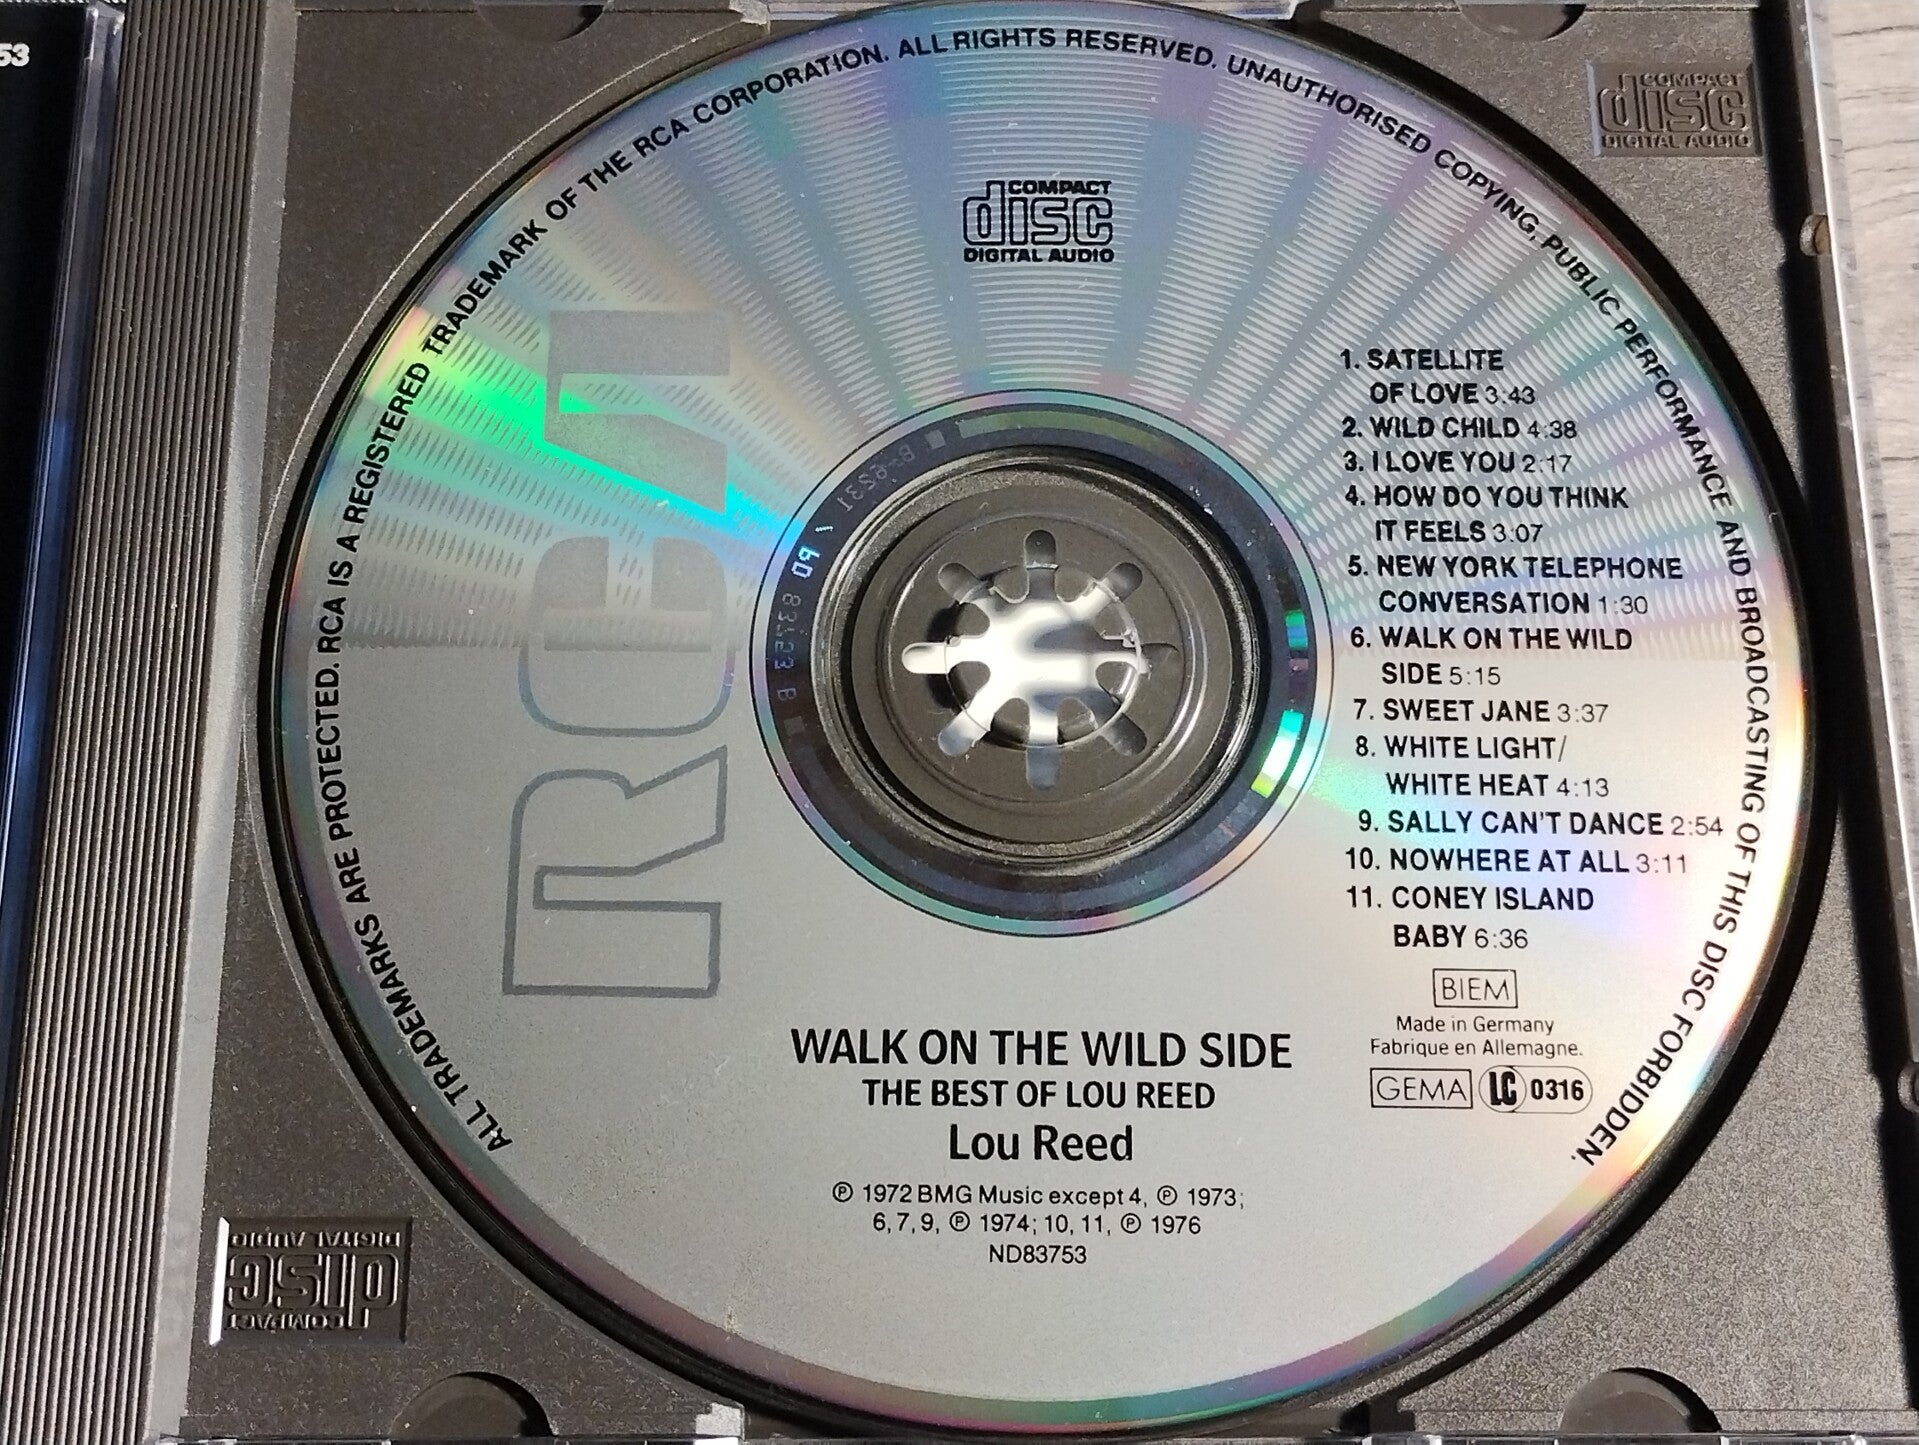 53
ALL TRADEMARKS ARE PROTECTED. RCA IS A REGISTERED TRADEMARK OF THE RCA CORPORATION. ALL RIGHTS RESERVED. UNAUTHORISED COPYING, PUBLIC PERFORMANCE AND BROADCASTING OF THIS DISC FORBIDDEN.
COMPACT
disc
DIGITAL AUDIO
COMPACT
disc
DIGITAL AUDIO
RCA
1. SATELLITE
OF LOVE 3:43
2. WILD CHILD 4:38
3. I LOVE YOU 2:17
4. HOW DO YOU THINK
IT FEELS 3:07
5. NEW YORK TELEPHONE
CONVERSATION 1:30
6. WALK ON THE WILD
SIDE 5:15
7. SWEET JANE 3:37
8. WHITE LIGHT/
WHITE HEAT 4:13
9. SALLY CAN'T DANCE 2:54
10. NOWHERE AT ALL 3:11
11. CONEY ISLAND
BABY 6:36
BIEM
Made in Germany
Fabrique en Allemagne.
GEMA LC 0316
WALK ON THE WILD SIDE
THE BEST OF LOU REED
Lou Reed
℗ 1972 BMG Music except 4, ℗ 1973;
6, 7, 9, ℗ 1974; 10, 11, ℗ 1976
ND83753
COMPACT
disc
DIGITAL AUDIO